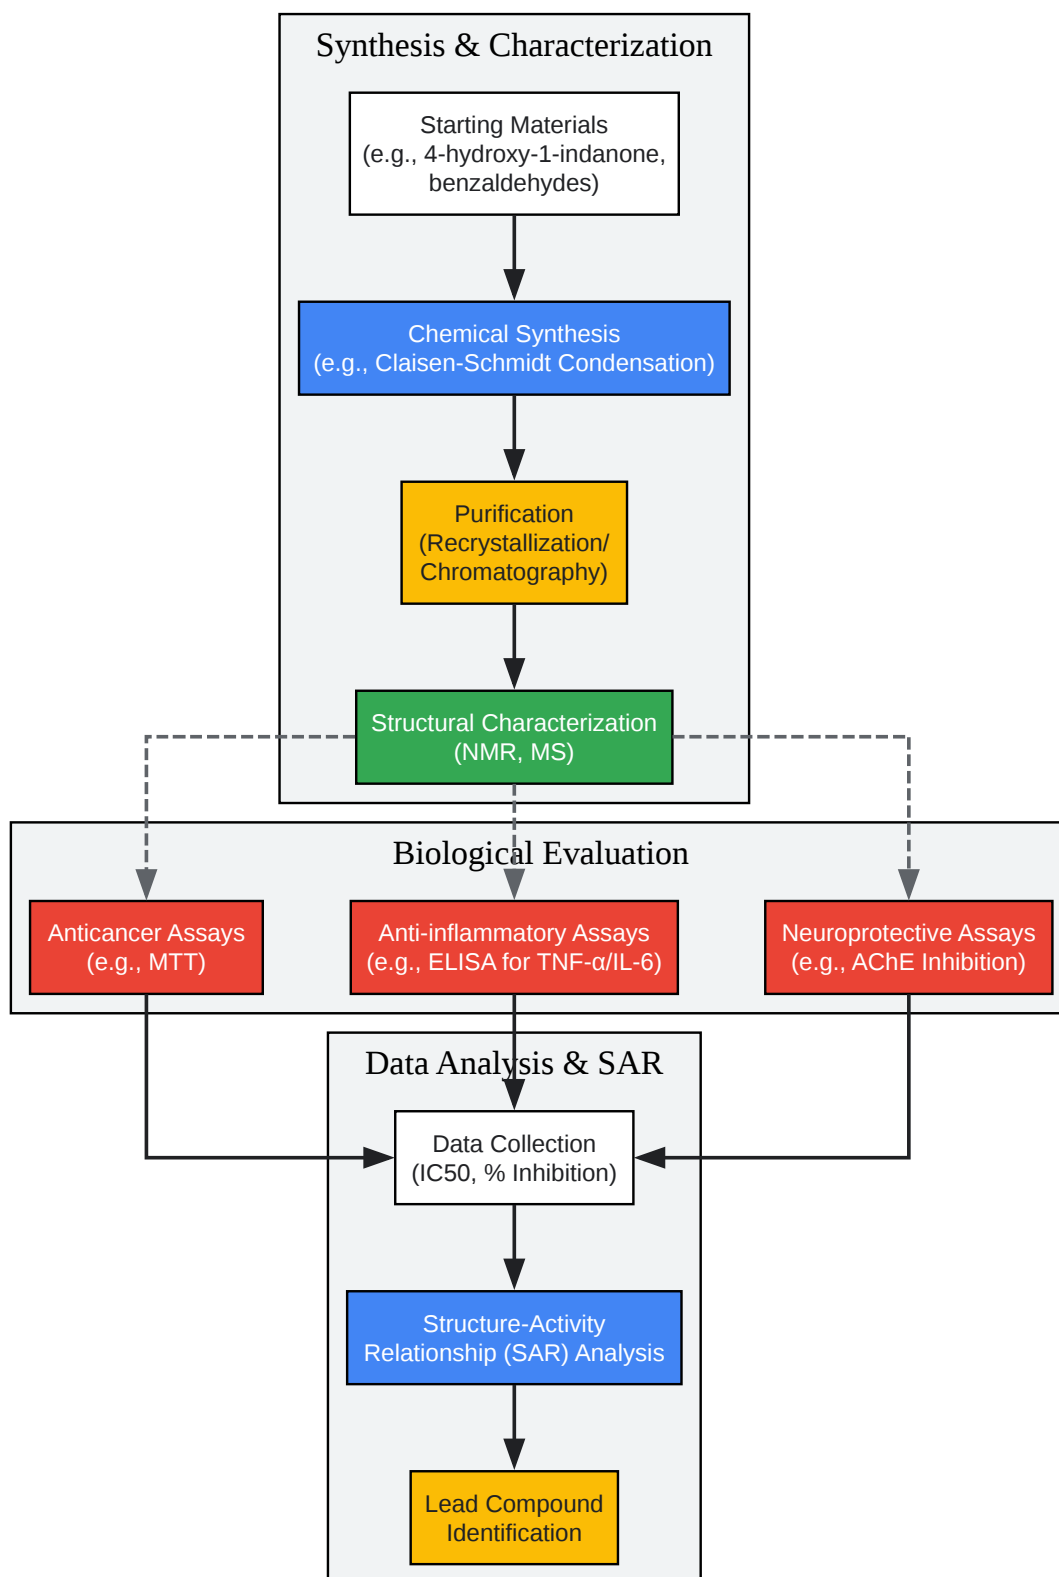 Synthesis & Characterization
Starting Materials
(e.g., 4-hydroxy-1-indanone,
benzaldehydes)
Chemical Synthesis
(e.g., Claisen-Schmidt Condensation)
Purification
(Recrystallization/
Chromatography)
Structural Characterization
(NMR, MS)
Biological Evaluation
Anticancer Assays
(e.g., MTT)
Anti-inflammatory Assays
(e.g., ELISA for TNF-α/IL-6)
Neuroprotective Assays
(e.g., AChE Inhibition)
Data Analysis & SAR
Data Collection
(IC50, % Inhibition)
Structure-Activity
Relationship (SAR) Analysis
Lead Compound
Identification